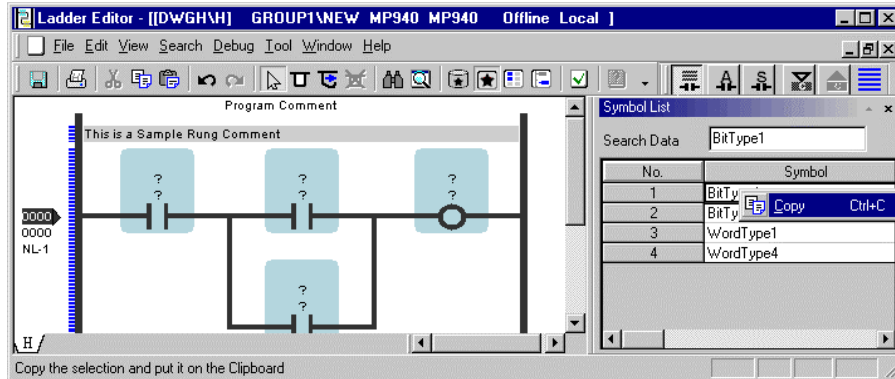 Ladder Editor - [[DWGH\H] GROUP1\NEW MP940 MP940 Offline Local ]
File Edit View Search Debug Tool Window Help
A S
Program Comment
This is a Sample Rung Comment
? ? ?
? ? ?
0000
0000
NL-1
?
?
H
Symbol List
Search Data BitType1
No. Symbol
1 BitTy
2 BitTy
3 WordType1
4 WordType4
Copy Ctrl+C
Copy the selection and put it on the Clipboard